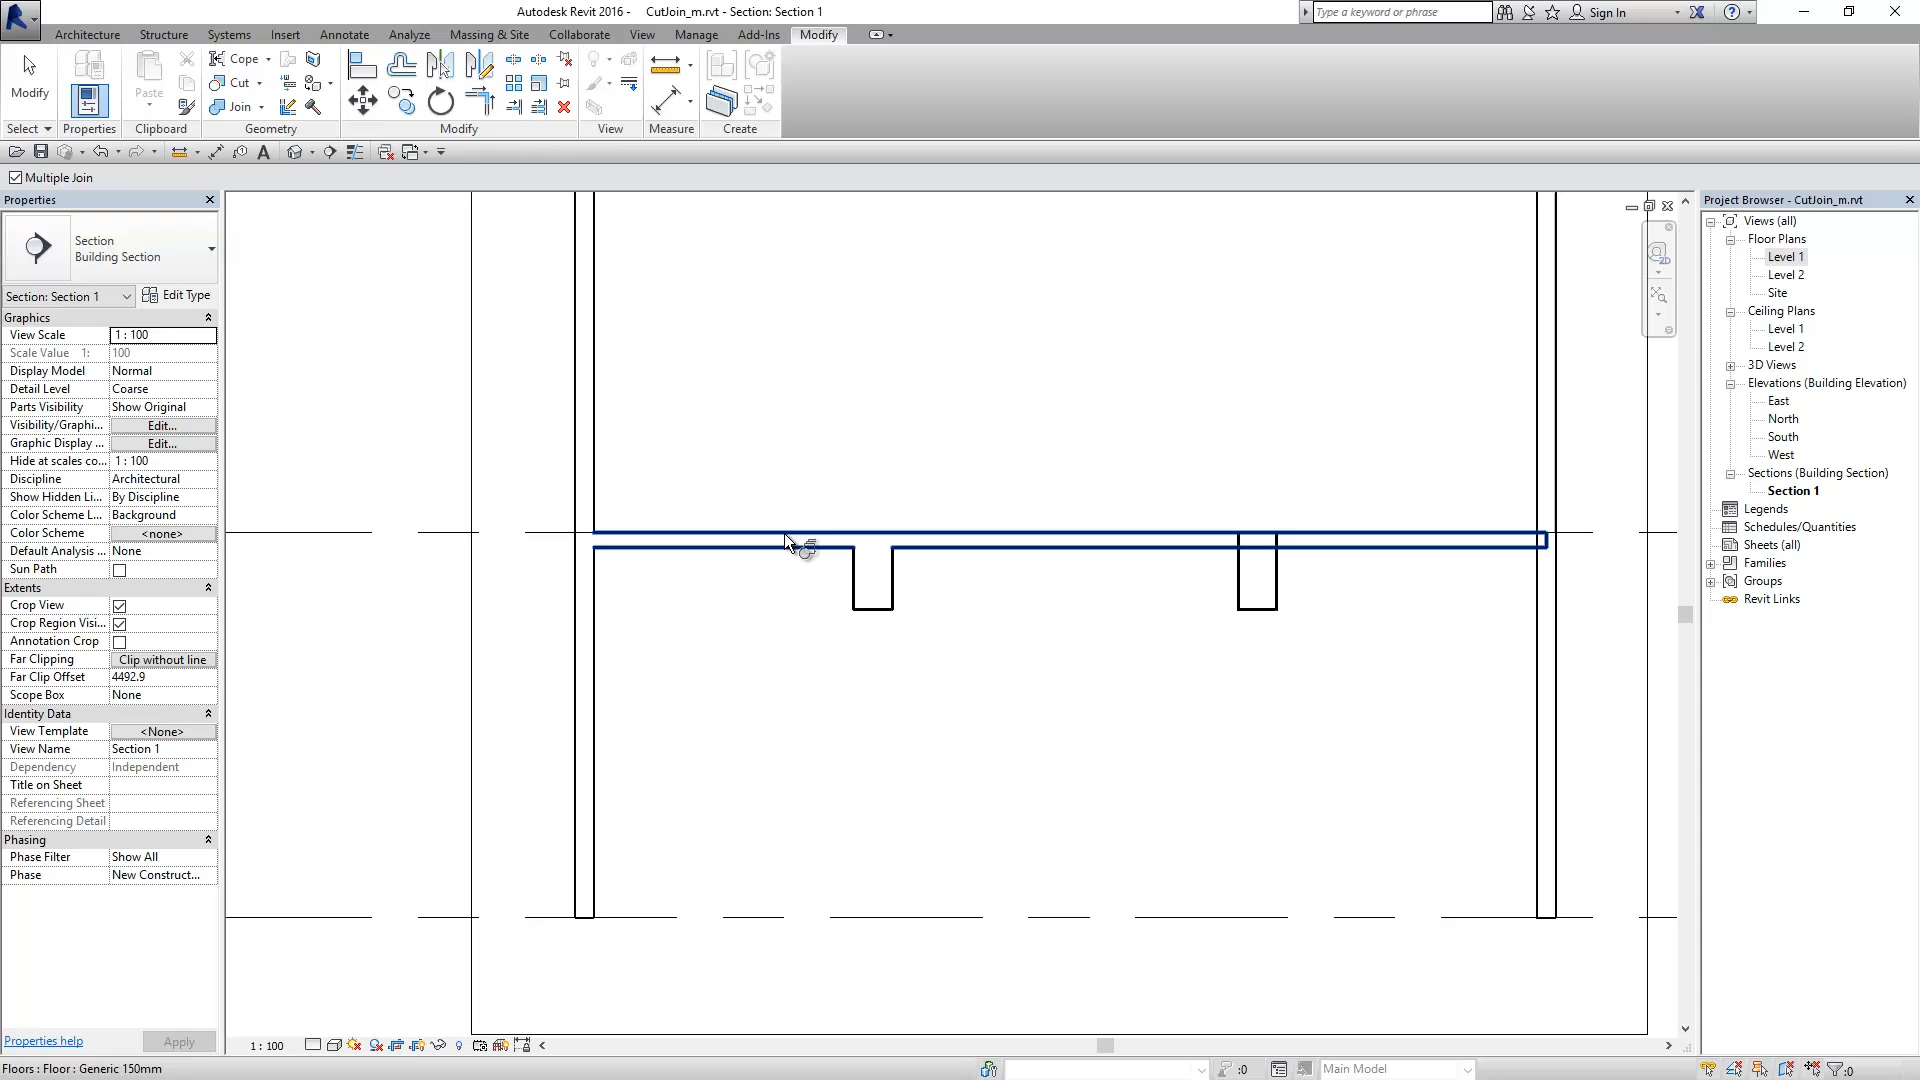 Autodesk Revit 2016 - CutJoin_m.rvt - Section: Section 1
Type a keyword or phrase
Sign In
Architecture Structure Systems Insert Annotate Analyze Massing & Site Collaborate View Manage Add-Ins Modify
Modify
Paste
Cope
Cut
Join
Select Properties Clipboard Geometry Modify View Measure Create
Multiple Join
Properties
Section
Building Section
Section: Section 1
Edit Type
Graphics
View Scale 1 : 100
Scale Value 1: 100
Display Model Normal
Detail Level Coarse
Parts Visibility Show Original
Visibility/Graphi... Edit...
Graphic Display ... Edit...
Hide at scales co... 1 : 100
Discipline Architectural
Show Hidden Li... By Discipline
Color Scheme L... Background
Color Scheme <none>
Default Analysis ... None
Sun Path
Extents
Crop View
Crop Region Visi...
Annotation Crop
Far Clipping Clip without line
Far Clip Offset 4492.9
Scope Box None
Identity Data
View Template <None>
View Name Section 1
Dependency Independent
Title on Sheet
Referencing Sheet
Referencing Detail
Phasing
Phase Filter Show All
Phase New Construct...
Properties help
Apply
2D
Project Browser - CutJoin_m.rvt
Views (all)
Floor Plans
Level 1
Level 2
Site
Ceiling Plans
Level 1
Level 2
3D Views
Elevations (Building Elevation)
East
North
South
West
Sections (Building Section)
Section 1
Legends
Schedules/Quantities
Sheets (all)
Families
Groups
Revit Links
1 : 100
Floors : Floor : Generic 150mm
:0
Main Model
:0